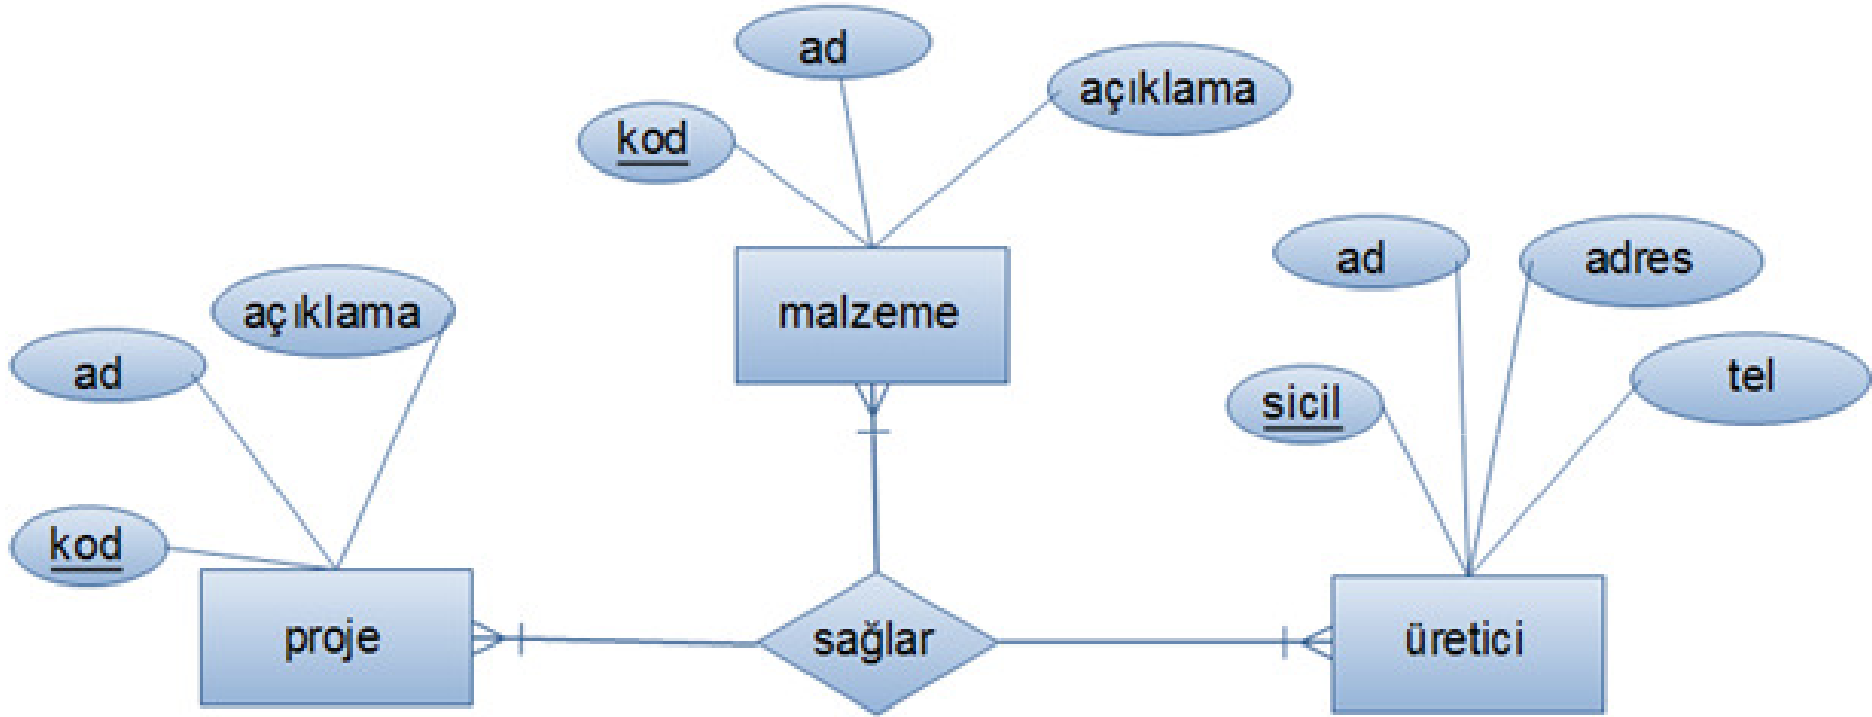 ad
açıklama
kod
malzeme
ad
adres
sicil
tel
açıklama
ad
kod
proje
sağlar
üretici